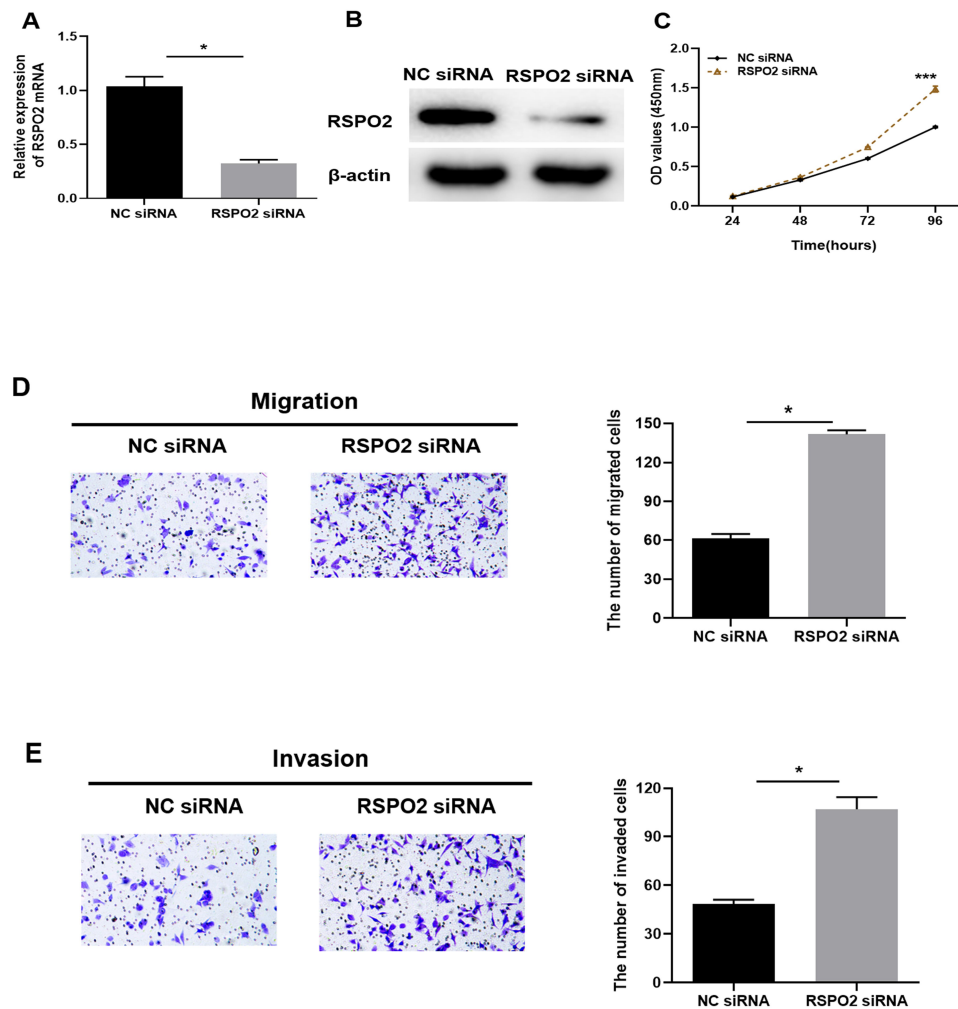 A
Relative expression
of RSPO2 mRNA
1.5
1.0
0.5
0.0
*
NC siRNA
RSPO2 siRNA
B
NC siRNA RSPO2 siRNA
RSPO2
β-actin
C
OD values (450nm)
2.0
1.5
1.0
0.5
0.0
NC siRNA
RSPO2 siRNA
***
24 48 72 96
Time(hours)
D
Migration
NC siRNA RSPO2 siRNA
The number of migrated cells
150
120
90
60
30
0
*
NC siRNA RSPO2 siRNA
E
Invasion
NC siRNA RSPO2 siRNA
The number of invaded cells
120
90
60
30
0
*
NC siRNA RSPO2 siRNA